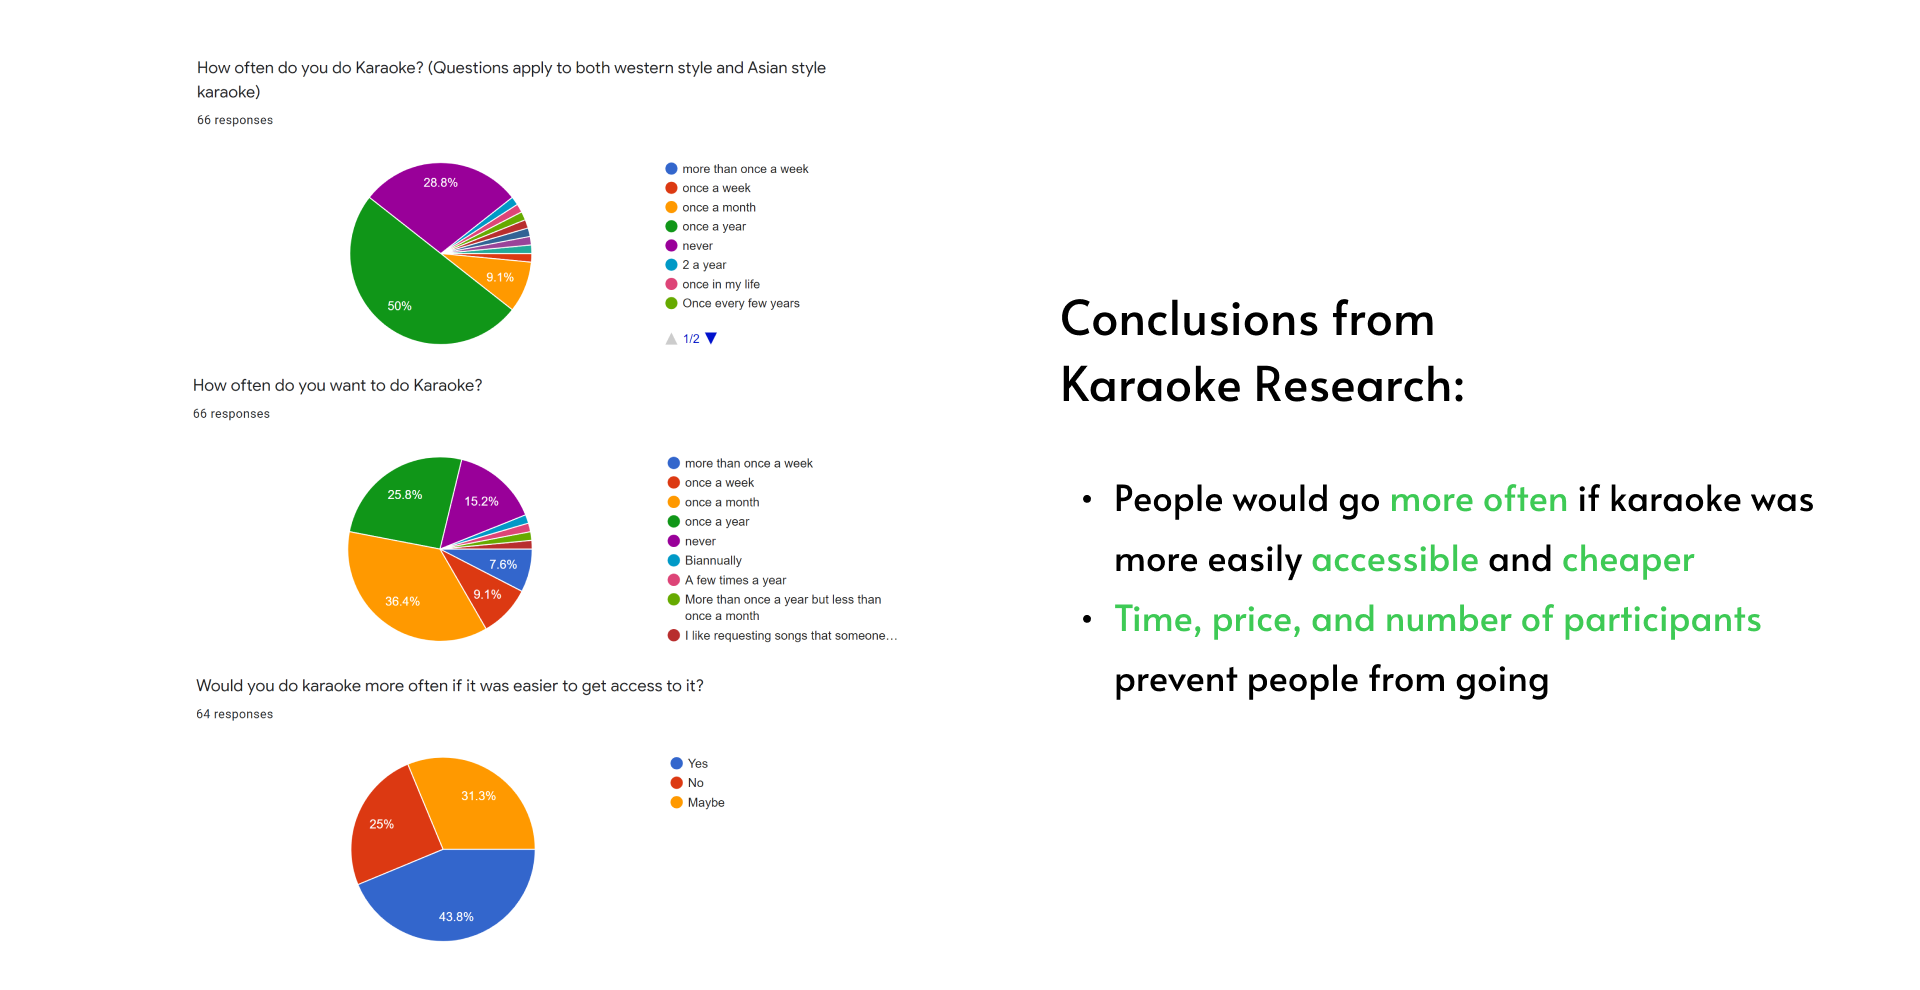 How often do you do Karaoke? (Questions apply to both western style and Asian style
karaoke)
66 responses
28.8%
9.1%
50%
more than once a week
once a week
once a month
once a year
never
2 a year
once in my life
Once every few years
1/2
How often do you want to do Karaoke?
66 responses
25.8%
15.2%
7.6%
9.1%
36.4%
more than once a week
once a week
once a month
once a year
never
Biannually
A few times a year
More than once a year but less than
once a month
I like requesting songs that someone...
Would you do karaoke more often if it was easier to get access to it?
64 responses
31.3%
25%
43.8%
Yes
No
Maybe
Conclusions from
Karaoke Research:
• People would go more often if karaoke was
more easily accessible and cheaper
• Time, price, and number of participants
prevent people from going